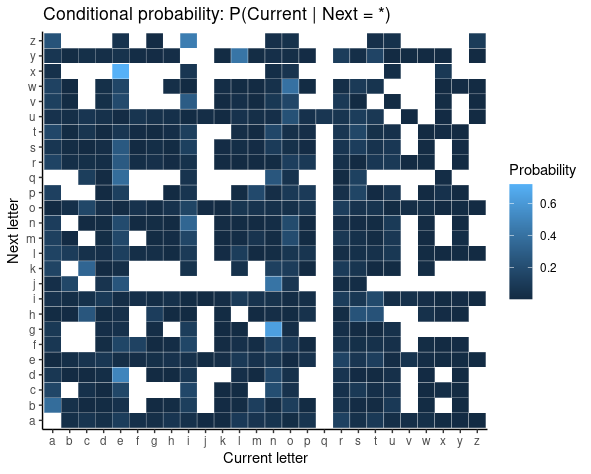 Conditional probability: P(Current | Next = *)
z
y
x
w
v
u
t
s
r
q
p
o
n
m
l
k
j
i
h
g
f
e
d
c
b
a
Next letter
a b c d e f g h i j k l m n o p q r s t u v w x y z
Current letter
Probability
0.6
0.4
0.2